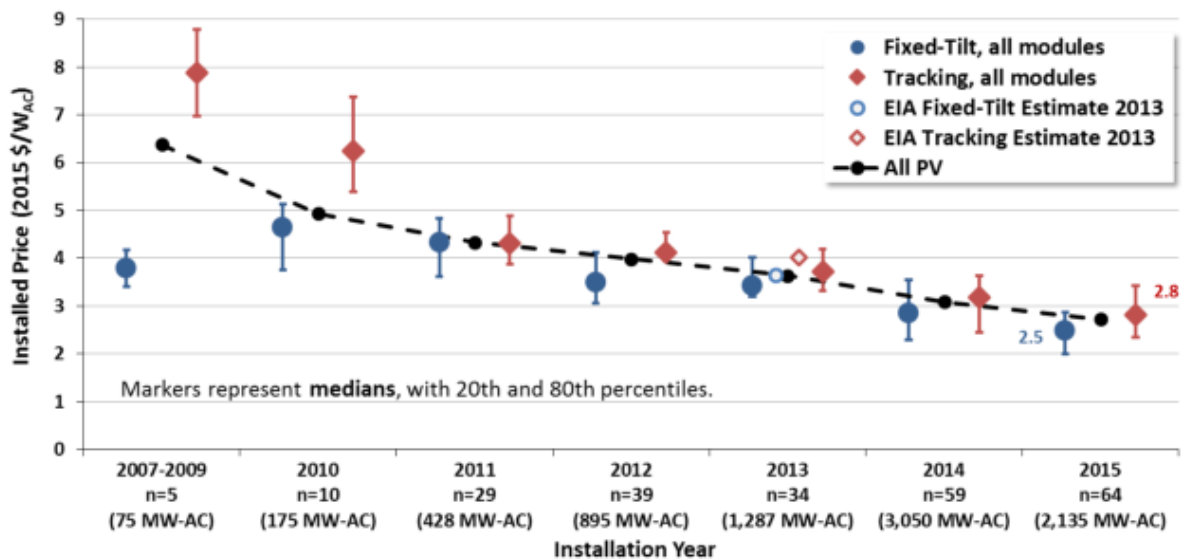 9
8
7
6
5
4
3
2
1
0
Installed Price (2015 $/WAC)
Fixed-Tilt, all modules
Tracking, all modules
EIA Fixed-Tilt Estimate 2013
EIA Tracking Estimate 2013
All PV
2.8
2.5
Markers represent medians, with 20th and 80th percentiles.
2007-2009 2010 2011 2012 2013 2014 2015
n=5 n=10 n=29 n=39 n=34 n=59 n=64
(75 MW-AC) (175 MW-AC) (428 MW-AC) (895 MW-AC) (1,287 MW-AC) (3,050 MW-AC) (2,135 MW-AC)
Installation Year